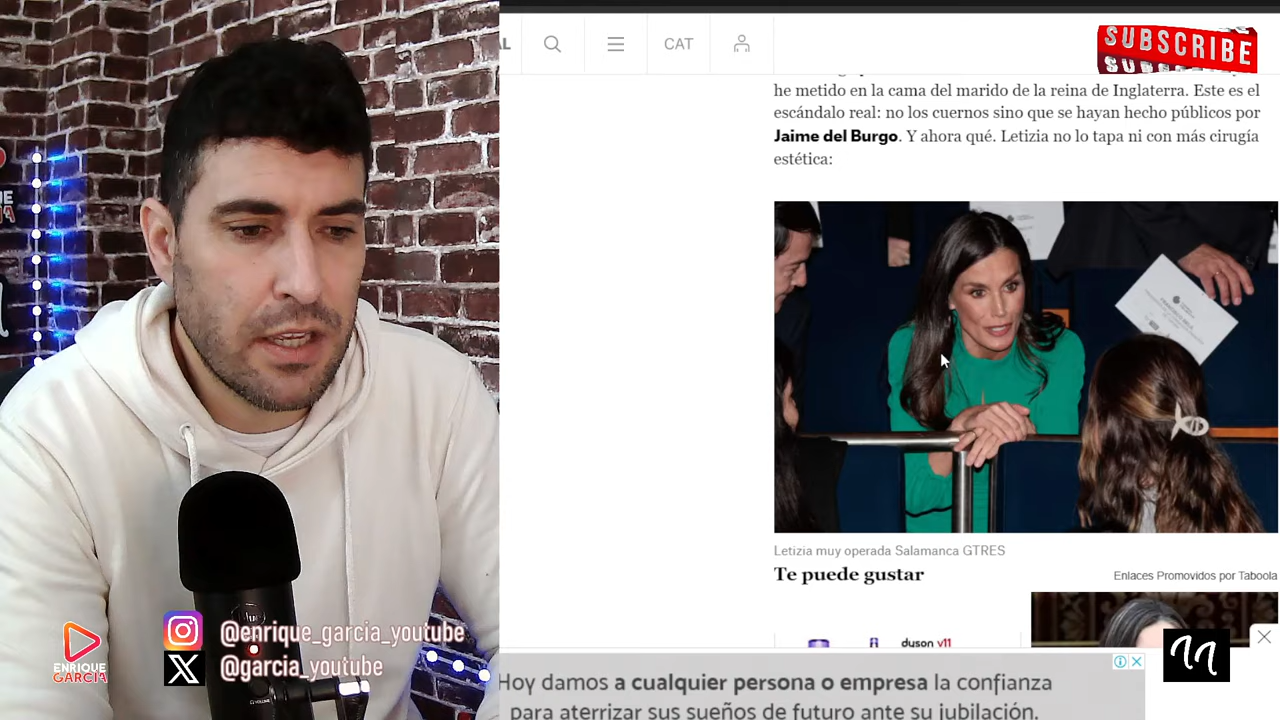 CAT
SUBSCRIBE
he metido en la cama del marido de la reina de Inglaterra. Este es el
escándalo real: no los cuernos sino que se hayan hecho públicos por
Jaime del Burgo. Y ahora qué. Letizia no lo tapa ni con más cirugía
estética:
Letizia muy operada Salamanca GTRES
Te puede gustar
Enlaces Promovidos por Taboola
dyson v11
Hoy damos a cualquier persona o empresa la confianza
para aterrizar sus sueños de futuro ante su jubilación.
@enrique_garcia_youtube
@garcia_youtube
ENRIQUE
GARCIA